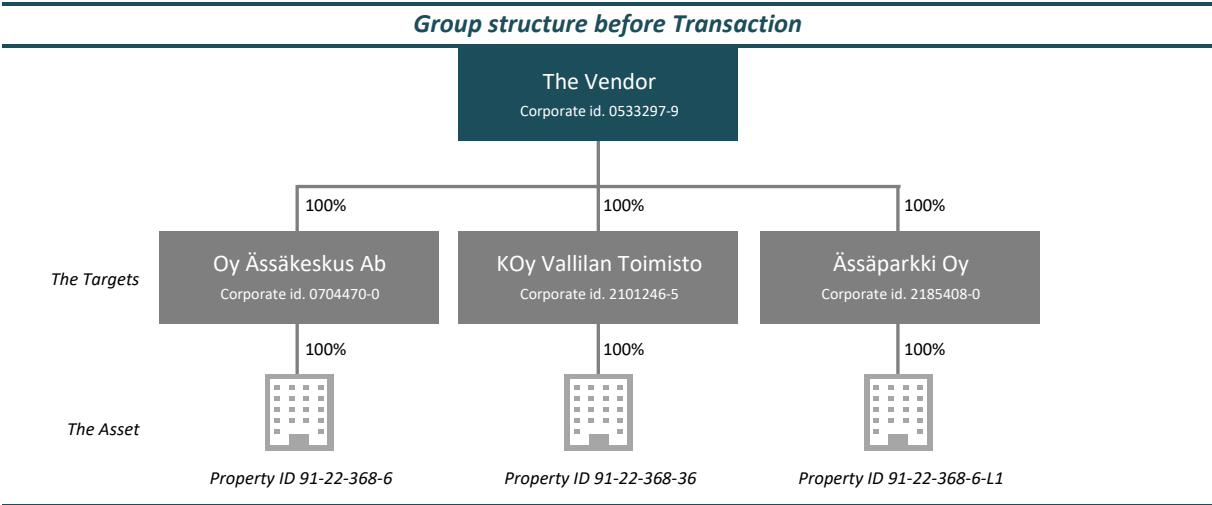 Group structure before Transaction
The Vendor
Corporate id. 0533297-9
100%
100%
100%
The Targets
Oy Ässäkeskus Ab
Corporate id. 0704470-0
KOy Vallilan Toimisto
Corporate id. 2101246-5
Ässäparkki Oy
Corporate id. 2185408-0
100%
100%
100%
The Asset
Property ID 91-22-368-6
Property ID 91-22-368-36
Property ID 91-22-368-6-L1